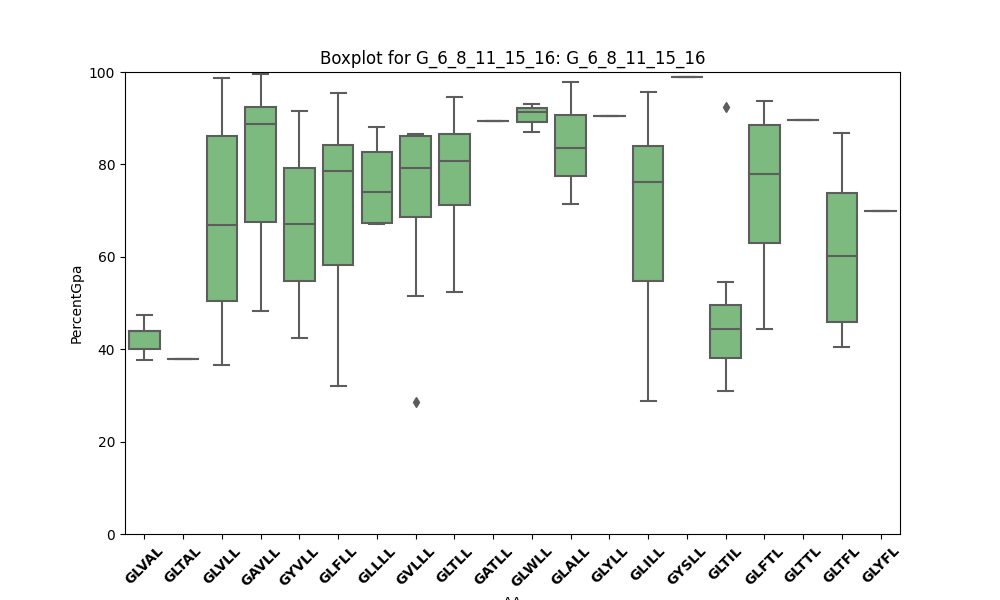 Boxplot for G_6_8_11_15_16: G_6_8_11_15_16
100
80
60
40
20
0
PercentGpa
GLVAL GLTAL GLVLL GAVLL GYVLL GLFLL GLLLL GVLLL GLTLL GATLL GLWLL GLALL GLYLL GLILL GYSLL GLTIL GLFTL GLTTL GLTFL GLYFL
AA